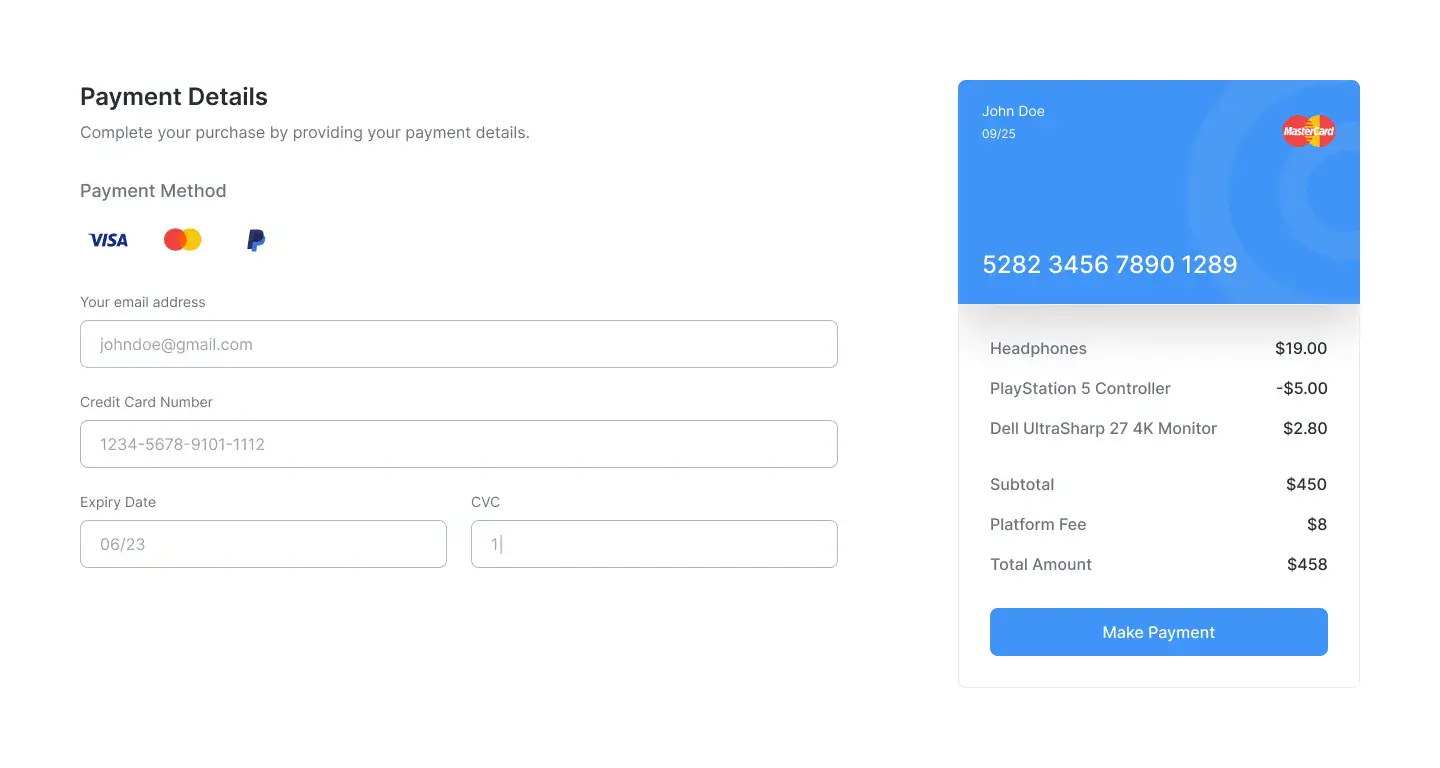 Payment Details
Complete your purchase by providing your payment details.
Payment Method
VISA
Your email address
johndoe@gmail.com
Credit Card Number
1234-5678-9101-1112
Expiry Date
CVC
06/23
1
John Doe
09/25
MasterCard
5282 3456 7890 1289
Headphones $19.00
PlayStation 5 Controller -$5.00
Dell UltraSharp 27 4K Monitor $2.80
Subtotal $450
Platform Fee $8
Total Amount $458
Make Payment